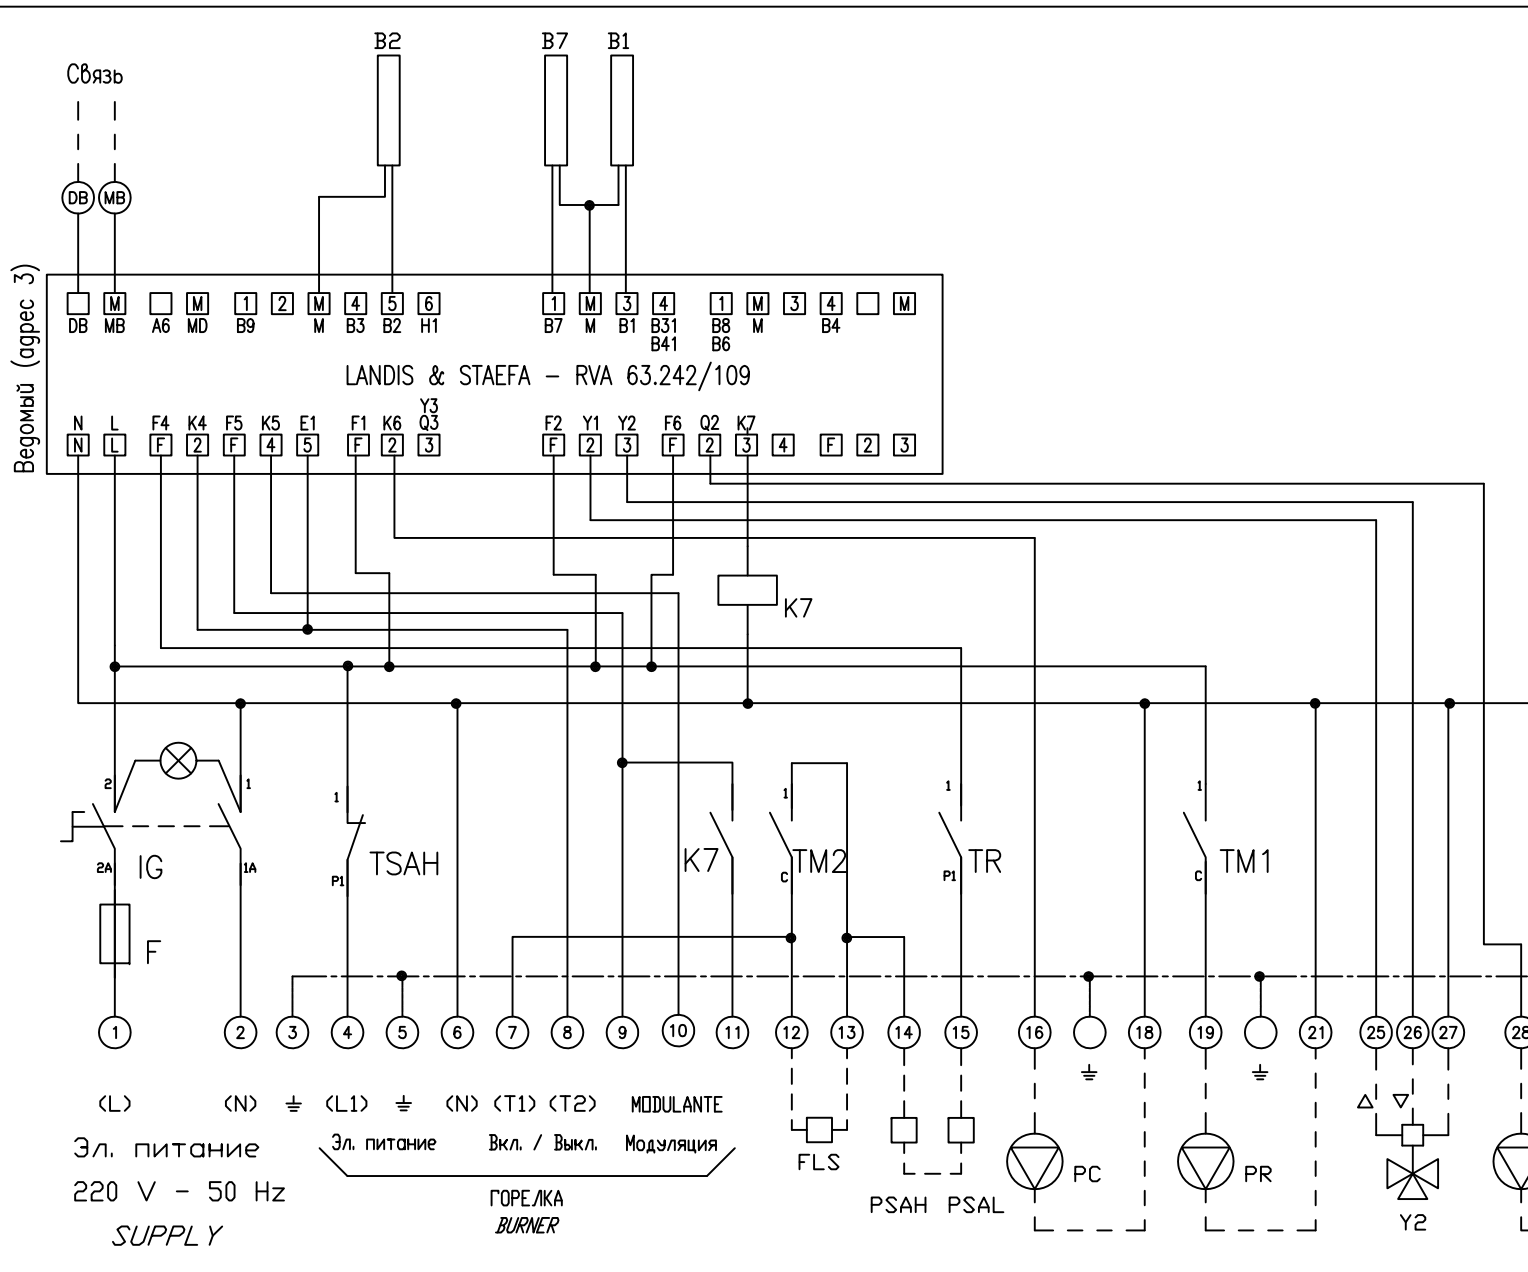 B2 B7 B1
Связь
DB MB
Ведомый (адрес 3)
M M 1 2 M 4 5 6 1 M 3 4 1 M 3 4 M
DB MB A6 MD B9 M B3 B2 H1 B7 M B1 B31 B8 M B4
B41 B6
LANDIS & STAEFA - RVA 63.242/109
Y3
N L F4 K4 F5 K5 E1 F1 K6 Q3 F2 Y1 Y2 F6 Q2 K7
N L F 2 F 4 5 F 2 3 F 2 3 F 2 3 4 F 2 3
K7
2 1 1 1 1 1
IG TSAH K7 TM2 TR TM1
2A 1A P1 C P1 C
F
1 2 3 4 5 6 7 8 9 10 11 12 13 14 15 16 18 19 21 25 26 27 28
(L) (N) (L1) (N) (T1) (T2) MODULANTE
Эл. питание Эл. питание Вкл. / Выкл. Модуляция
FLS PC PR
220 V - 50 Hz ГОРЕЛКА PSAH PSAL Y2
SUPPLY BURNER